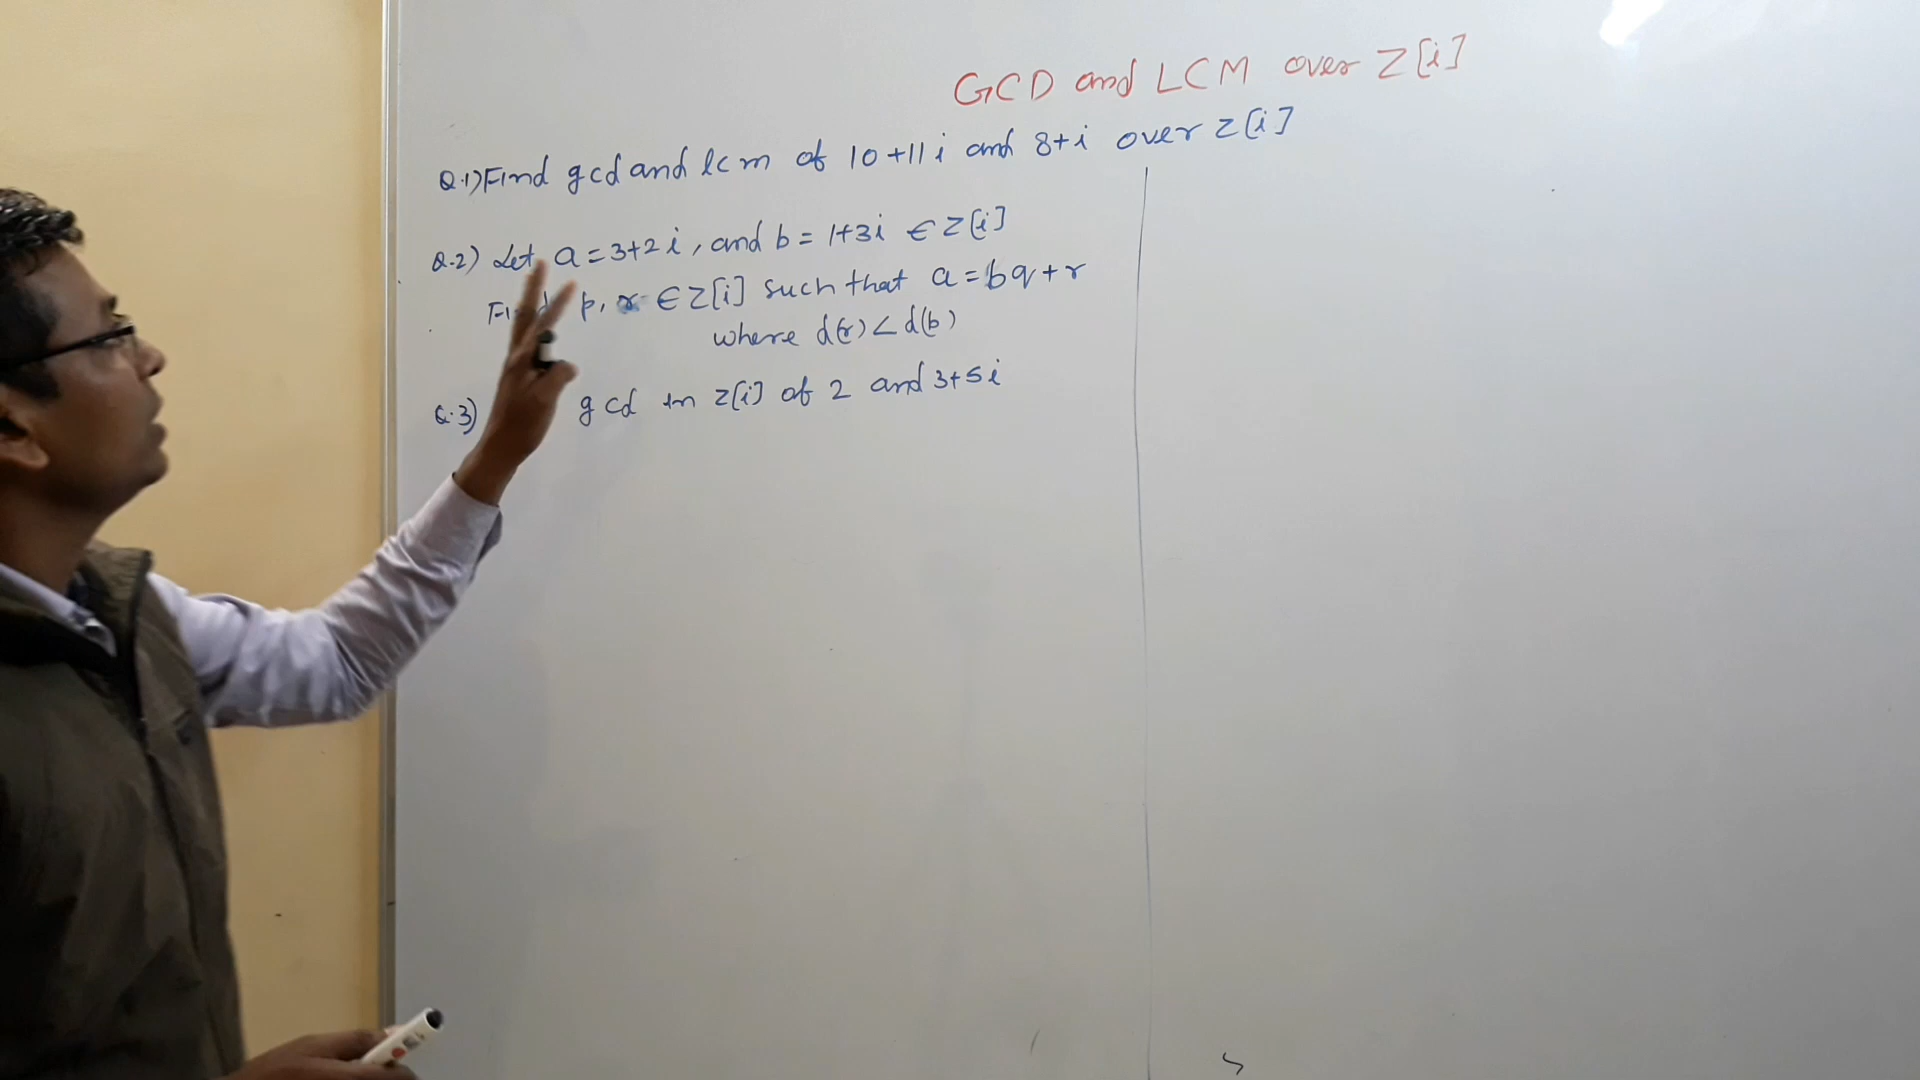 GCD and LCM over Z[i]
Q.1) Find gcd and lcm of 10+11i and 8+i over Z[i]
Q.2) Let a=3+2i, and b=1+3i ∈ Z[i]
p, r ∈ Z[i] such that a=bq+r
where d(r)<d(b)
Q.3) gcd in Z[i] of 2 and 3+5i